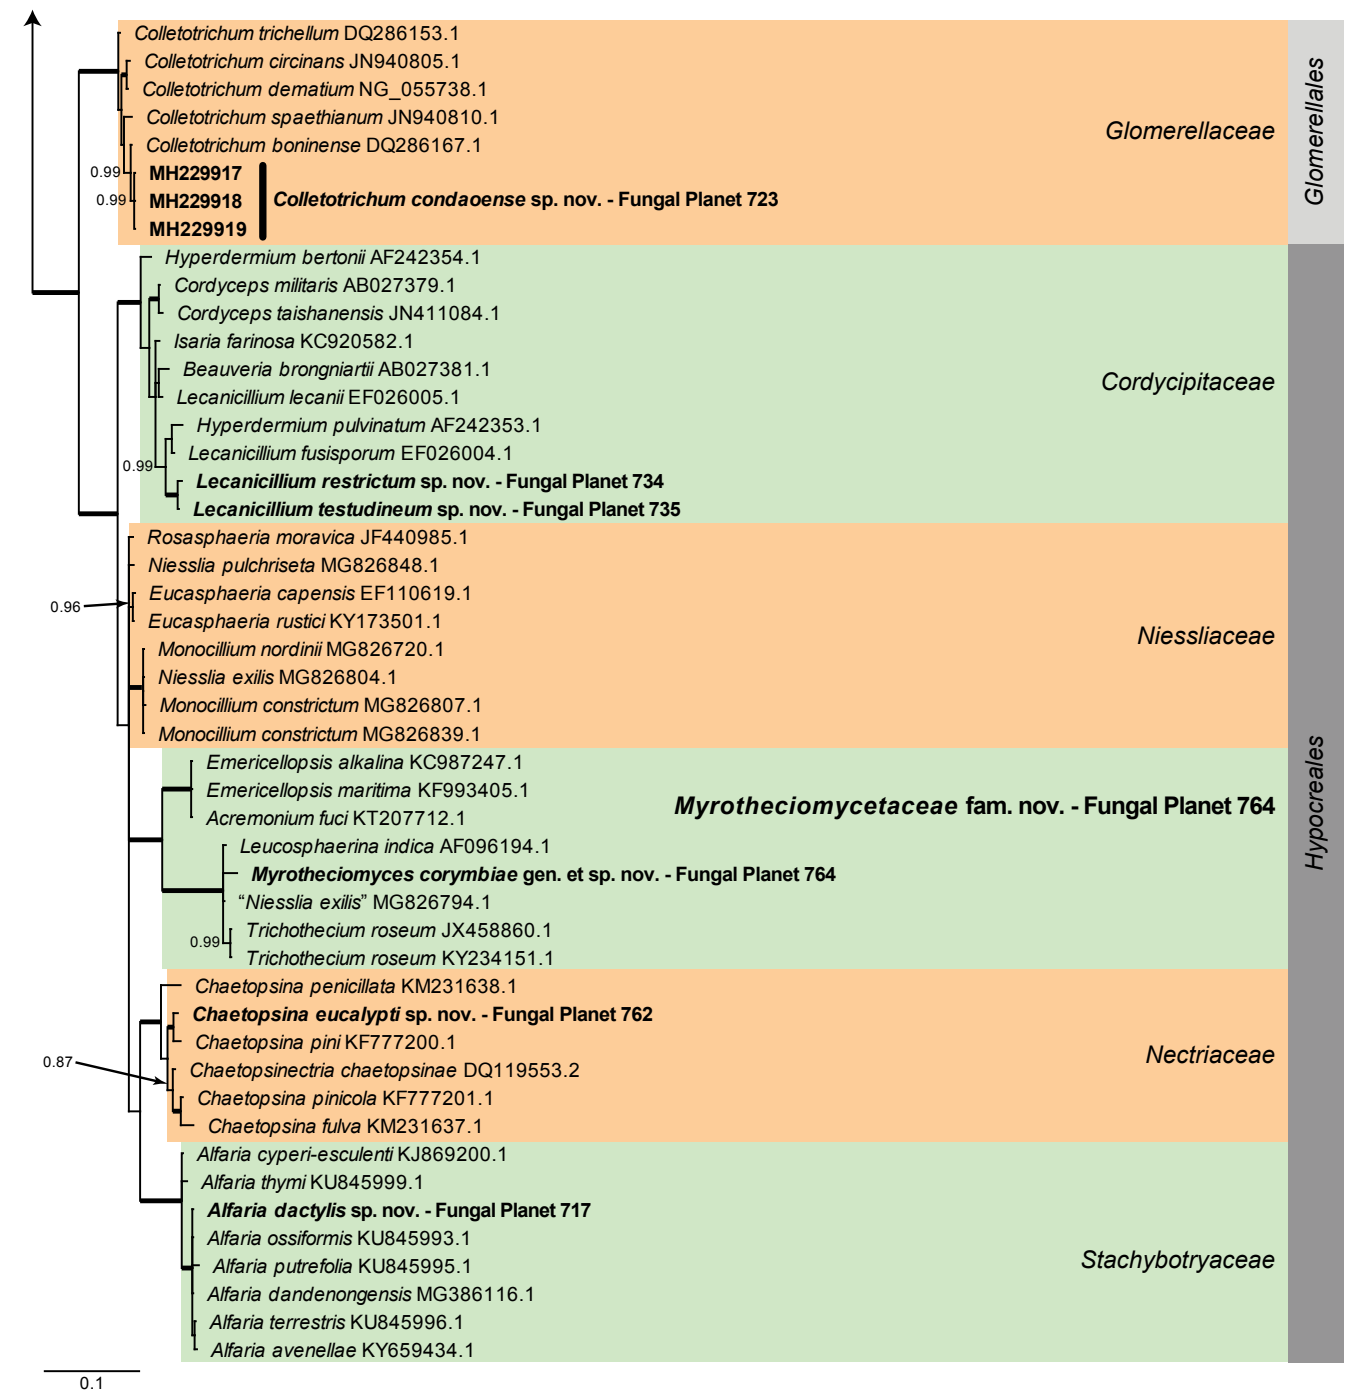 Colletotrichum trichellum DQ286153.1
Colletotrichum circinans JN940805.1
Colletotrichum dematium NG_055738.1
Colletotrichum spaethianum JN940810.1
Glomerellaceae
Glomerellales
Colletotrichum boninense DQ286167.1
0.99
MH229917
0.99
MH229918
Colletotrichum condaoense sp. nov. - Fungal Planet 723
MH229919
Hyperdermium bertonii AF242354.1
Cordyceps militaris AB027379.1
Cordyceps taishanensis JN411084.1
Isaria farinosa KC920582.1
Beauveria brongniartii AB027381.1
Cordycipitaceae
Lecanicillium lecanii EF026005.1
Hyperdermium pulvinatum AF242353.1
Lecanicillium fusisporum EF026004.1
0.99
Lecanicillium restrictum sp. nov. - Fungal Planet 734
Lecanicillium testudineum sp. nov. - Fungal Planet 735
Rosasphaeria moravica JF440985.1
Niesslia pulchriseta MG826848.1
Eucasphaeria capensis EF110619.1
0.96
Eucasphaeria rustici KY173501.1
Niessliaceae
Monocillium nordinii MG826720.1
Niesslia exilis MG826804.1
Monocillium constrictum MG826807.1
Monocillium constrictum MG826839.1
Hypocreales
Emericellopsis alkalina KC987247.1
Emericellopsis maritima KF993405.1
Myrotheciomycetaceae fam. nov. - Fungal Planet 764
Acremonium fuci KT207712.1
Leucosphaerina indica AF096194.1
Myrotheciomyces corymbiae gen. et sp. nov. - Fungal Planet 764
“Niesslia exilis” MG826794.1
Trichothecium roseum JX458860.1
0.99
Trichothecium roseum KY234151.1
Chaetopsina penicillata KM231638.1
Chaetopsina eucalypti sp. nov. - Fungal Planet 762
Chaetopsina pini KF777200.1
Nectriaceae
0.87
Chaetopsinectria chaetopsinae DQ119553.2
Chaetopsina pinicola KF777201.1
Chaetopsina fulva KM231637.1
Alfaria cyperi-esculenti KJ869200.1
Alfaria thymi KU845999.1
Alfaria dactylis sp. nov. - Fungal Planet 717
Alfaria ossiformis KU845993.1
Stachybotryaceae
Alfaria putrefolia KU845995.1
Alfaria dandenongensis MG386116.1
Alfaria terrestris KU845996.1
Alfaria avenellae KY659434.1
0.1